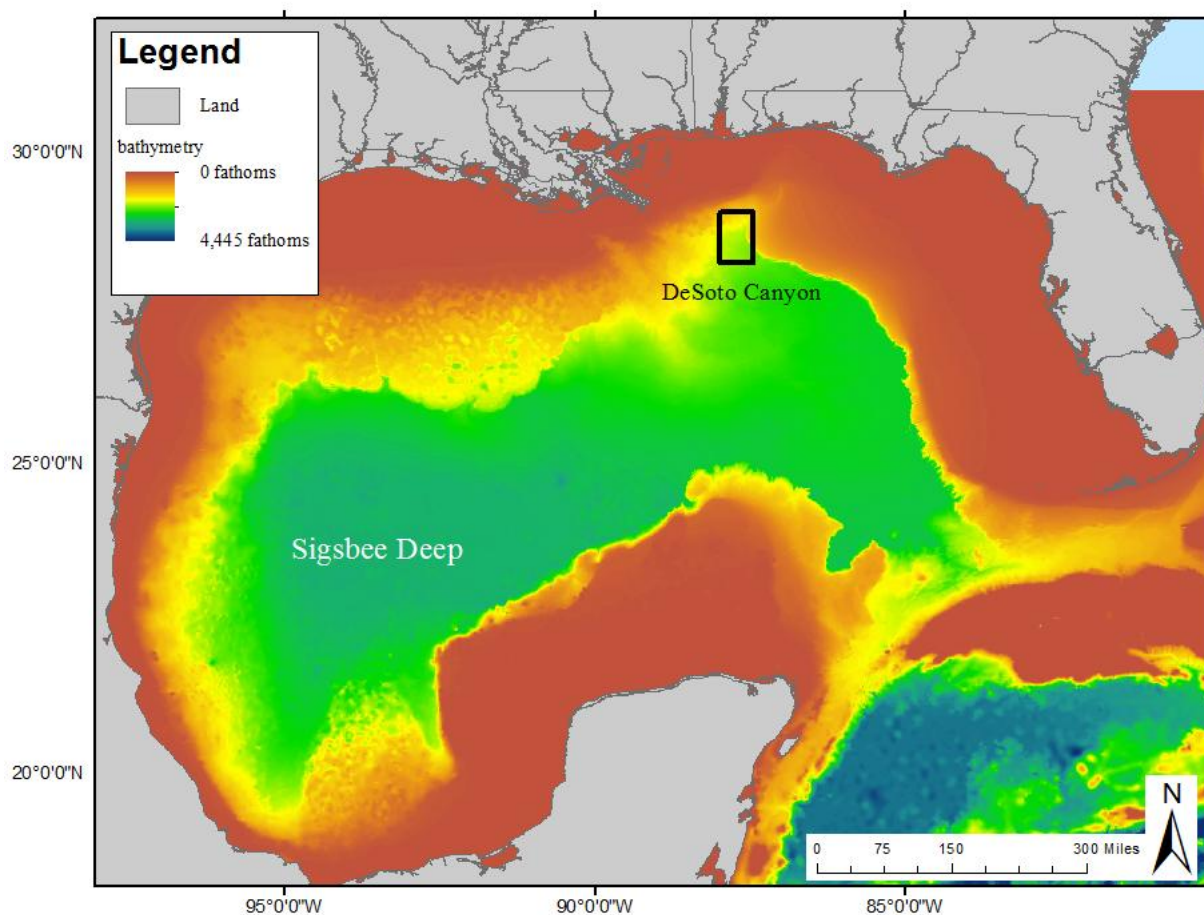 Legend
Land
bathymetry
0 fathoms
4,445 fathoms
30°0'0"N
DeSoto Canyon
25°0'0"N
Sigsbee Deep
20°0'0"N
N
0 75 150 300 Miles
95°0'0"W 90°0'0"W 85°0'0"W